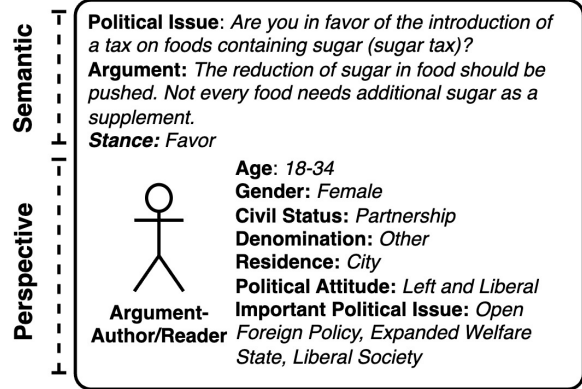 Semantic
Political Issue: Are you in favor of the introduction of
a tax on foods containing sugar (sugar tax)?
Argument: The reduction of sugar in food should be
pushed. Not every food needs additional sugar as a
supplement.
Stance: Favor
Perspective
Argument-
Author/Reader
Age: 18-34
Gender: Female
Civil Status: Partnership
Denomination: Other
Residence: City
Political Attitude: Left and Liberal
Important Political Issue: Open
Foreign Policy, Expanded Welfare
State, Liberal Society